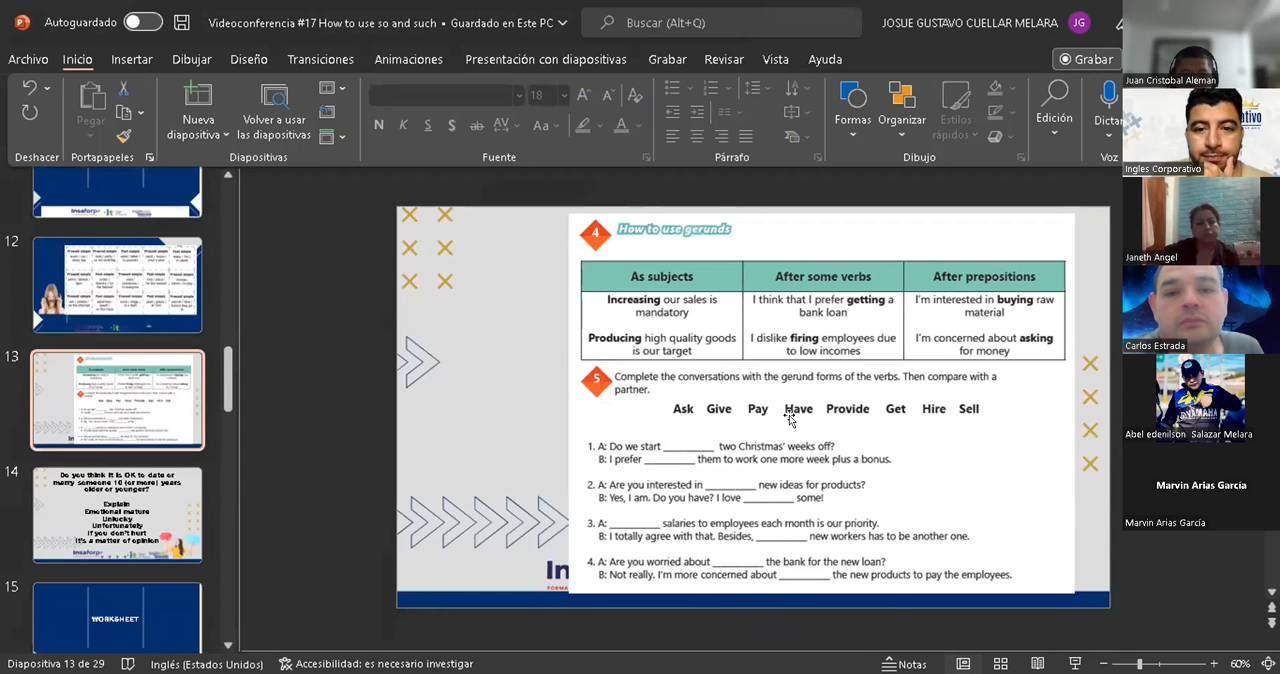 Autoguardado
Videoconferencia #17 How to use so and such • Guardado en Este PC
Buscar (Alt+Q)
JOSUE GUSTAVO CUELLAR MELARA
JG
Archivo Inicio Insertar Dibujar Diseño Transiciones Animaciones Presentación con diapositivas Grabar Revisar Vista Ayuda
Grabar
Pegar
Nueva diapositiva
Volver a usar las diapositivas
18
N K S S ab AV Aa A
Formas
Organizar
Estilos rápidos
Edición
Dictar
Deshacer Portapapeles Diapositivas Fuente Párrafo Dibujo Voz
12
13
14
Do you think it is OK to date or
marry someone 10 (or more) years
older or younger?
Explain
Emotional mature
Unlucky
Unfortunately
If you don't hurt
It's a matter of opinion
15
WORKSHEET
4 How to use gerunds
As subjects After some verbs After prepositions
Increasing our sales is mandatory
I think that I prefer getting a bank loan
I'm interested in buying raw material
Producing high quality goods is our target
I dislike firing employees due to low incomes
I'm concerned about asking for money
5 Complete the conversations with the gerund forms of the verbs. Then compare with a
partner.
Ask Give Pay Provide Get Hire Sell
1. A: Do we start __________ two Christmas' weeks off?
B: I prefer __________ them to work one more week plus a bonus.
2. A: Are you interested in __________ new ideas for products?
B: Yes, I am. Do you have? I love __________ some!
3. A: __________ salaries to employees each month is our priority.
B: I totally agree with that. Besides, __________ new workers has to be another one.
4. A: Are you worried about __________ the bank for the new loan?
B: Not really. I'm more concerned about __________ the new products to pay the employees.
Juan Cristobal Aleman
Ingles Corporativo
Janeth Angel
Carlos Estrada
YAMAHA
Abel edenilson Salazar Melara
Marvin Arias García
Marvin Arias García
Diapositiva 13 de 29
Inglés (Estados Unidos)
Accesibilidad: es necesario investigar
Notas
60%